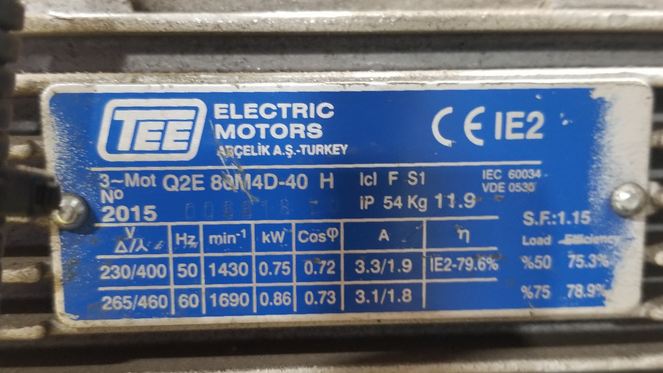 TEE
ELECTRIC
MOTORS
ARÇELİK A.Ş.-TURKEY
CE IE2
3~Mot Q2E 80M4D-40 H Icl F S1 IEC 60034-
VDE 0530
Nº
2015 iP 54 Kg 11.9
S.F.:1.15
V Δ/⅄ Hz min⁻¹ kW Cosφ A η Load Efficiency
230/400 50 1430 0.75 0.72 3.3/1.9 IE2-79.6% %50 75.3%
265/460 60 1690 0.86 0.73 3.1/1.8 %75 78.9%